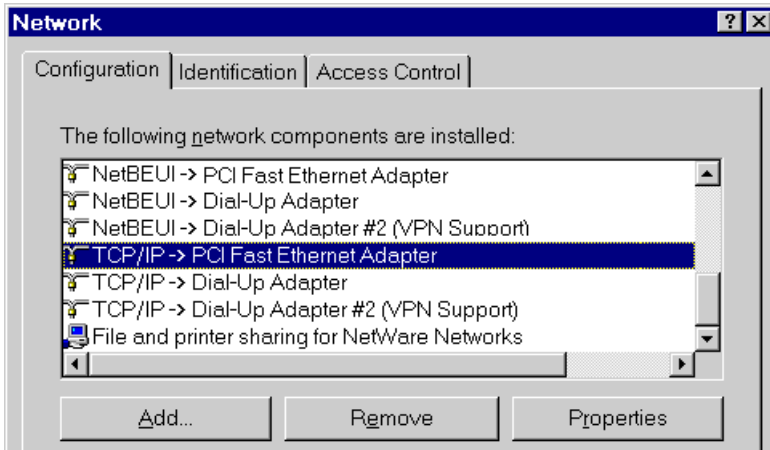 Network
Configuration Identification Access Control
The following network components are installed:
NetBEUI -> PCI Fast Ethernet Adapter
NetBEUI -> Dial-Up Adapter
NetBEUI -> Dial-Up Adapter #2 (VPN Support)
TCP/IP -> PCI Fast Ethernet Adapter
TCP/IP -> Dial-Up Adapter
TCP/IP -> Dial-Up Adapter #2 (VPN Support)
File and printer sharing for NetWare Networks
Add... Remove Properties